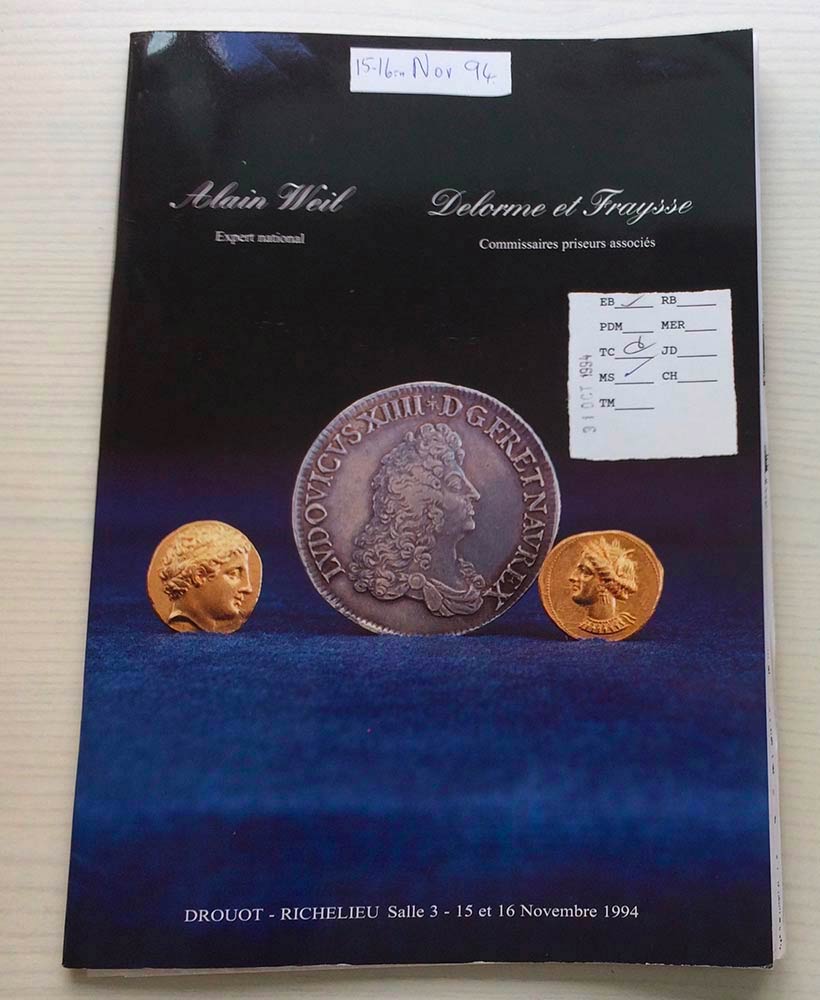 15-16th Nov 94.
Alain Weil
Expert national
Delorme et Fraysse
Commissaires priseurs associés
EB RB
PDM MER
TC JD
MS CH
TM
31 OCT 1994
LVDOVICVS XIIII D G FR ET NAV REX
DROUOT - RICHELIEU Salle 3 - 15 et 16 Novembre 1994